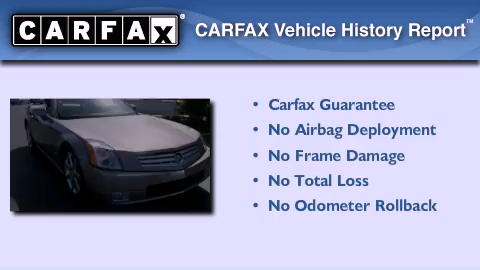 CARFAX® CARFAX Vehicle History Report™
• Carfax Guarantee
• No Airbag Deployment
• No Frame Damage
• No Total Loss
• No Odometer Rollback